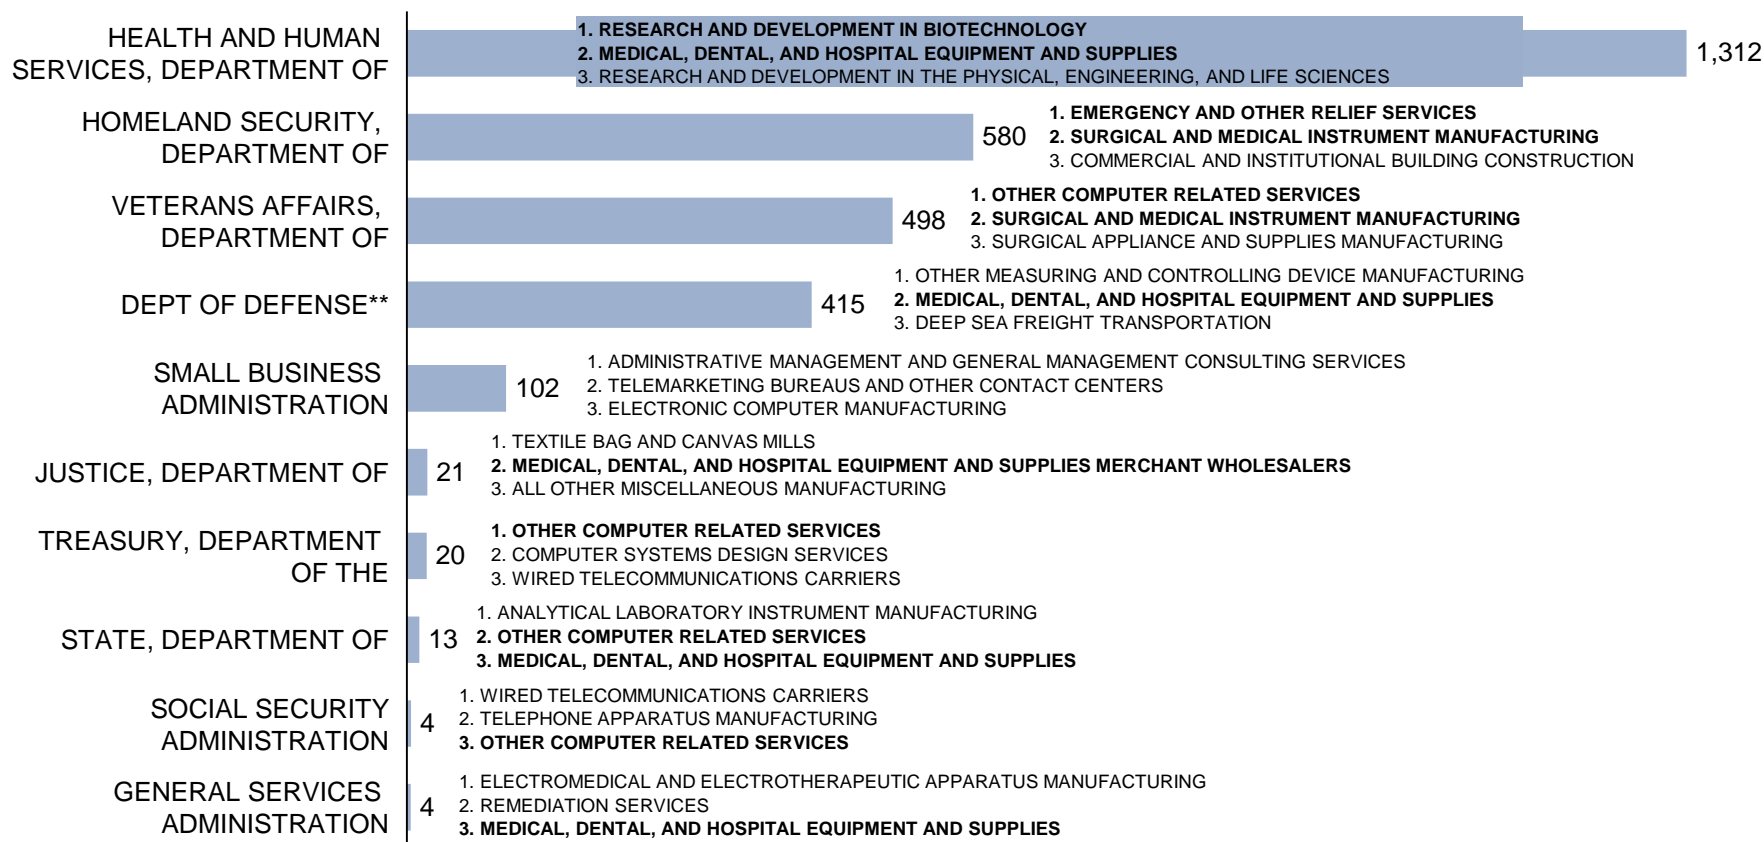 HEALTH AND HUMAN
SERVICES, DEPARTMENT OF
1. RESEARCH AND DEVELOPMENT IN BIOTECHNOLOGY
2. MEDICAL, DENTAL, AND HOSPITAL EQUIPMENT AND SUPPLIES
3. RESEARCH AND DEVELOPMENT IN THE PHYSICAL, ENGINEERING, AND LIFE SCIENCES
1,312
HOMELAND SECURITY,
DEPARTMENT OF
580
1. EMERGENCY AND OTHER RELIEF SERVICES
2. SURGICAL AND MEDICAL INSTRUMENT MANUFACTURING
3. COMMERCIAL AND INSTITUTIONAL BUILDING CONSTRUCTION
VETERANS AFFAIRS,
DEPARTMENT OF
498
1. OTHER COMPUTER RELATED SERVICES
2. SURGICAL AND MEDICAL INSTRUMENT MANUFACTURING
3. SURGICAL APPLIANCE AND SUPPLIES MANUFACTURING
DEPT OF DEFENSE**
415
1. OTHER MEASURING AND CONTROLLING DEVICE MANUFACTURING
2. MEDICAL, DENTAL, AND HOSPITAL EQUIPMENT AND SUPPLIES
3. DEEP SEA FREIGHT TRANSPORTATION
SMALL BUSINESS
ADMINISTRATION
102
1. ADMINISTRATIVE MANAGEMENT AND GENERAL MANAGEMENT CONSULTING SERVICES
2. TELEMARKETING BUREAUS AND OTHER CONTACT CENTERS
3. ELECTRONIC COMPUTER MANUFACTURING
JUSTICE, DEPARTMENT OF
21
1. TEXTILE BAG AND CANVAS MILLS
2. MEDICAL, DENTAL, AND HOSPITAL EQUIPMENT AND SUPPLIES MERCHANT WHOLESALERS
3. ALL OTHER MISCELLANEOUS MANUFACTURING
TREASURY, DEPARTMENT
OF THE
20
1. OTHER COMPUTER RELATED SERVICES
2. COMPUTER SYSTEMS DESIGN SERVICES
3. WIRED TELECOMMUNICATIONS CARRIERS
STATE, DEPARTMENT OF
13
1. ANALYTICAL LABORATORY INSTRUMENT MANUFACTURING
2. OTHER COMPUTER RELATED SERVICES
3. MEDICAL, DENTAL, AND HOSPITAL EQUIPMENT AND SUPPLIES
SOCIAL SECURITY
ADMINISTRATION
4
1. WIRED TELECOMMUNICATIONS CARRIERS
2. TELEPHONE APPARATUS MANUFACTURING
3. OTHER COMPUTER RELATED SERVICES
GENERAL SERVICES
ADMINISTRATION
4
1. ELECTROMEDICAL AND ELECTROTHERAPEUTIC APPARATUS MANUFACTURING
2. REMEDIATION SERVICES
3. MEDICAL, DENTAL, AND HOSPITAL EQUIPMENT AND SUPPLIES